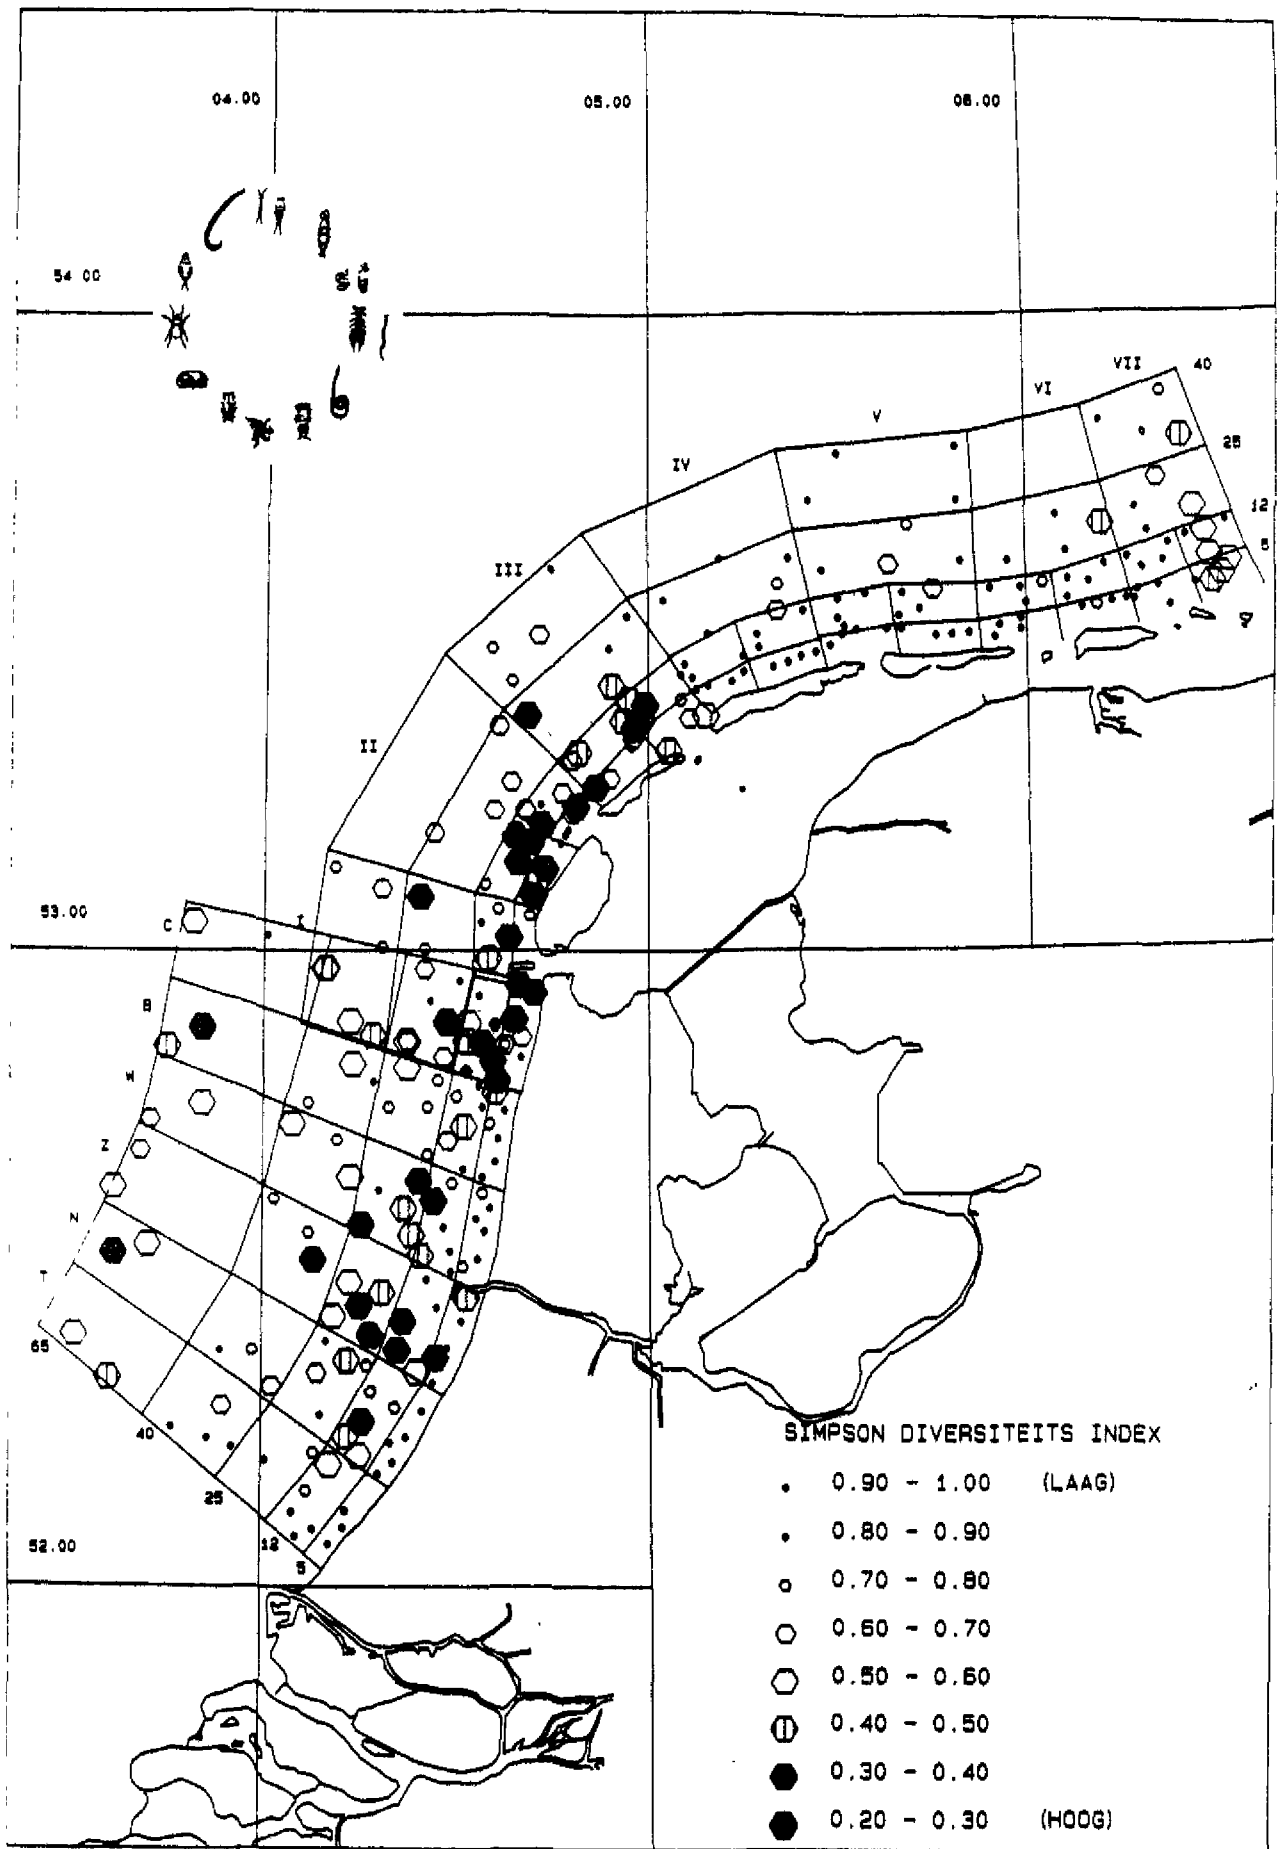 04.00 05.00 06.00
54 00
VII 40
VI
V
25
IV
12
5
III
II
53.00
C I
B
W
Z
N
T
65
40
25
12
5
52.00
SIMPSON DIVERSITEITS INDEX
0.90 - 1.00 (LAAG)
0.80 - 0.90
0.70 - 0.80
0.60 - 0.70
0.50 - 0.60
0.40 - 0.50
0.30 - 0.40
0.20 - 0.30 (HOOG)